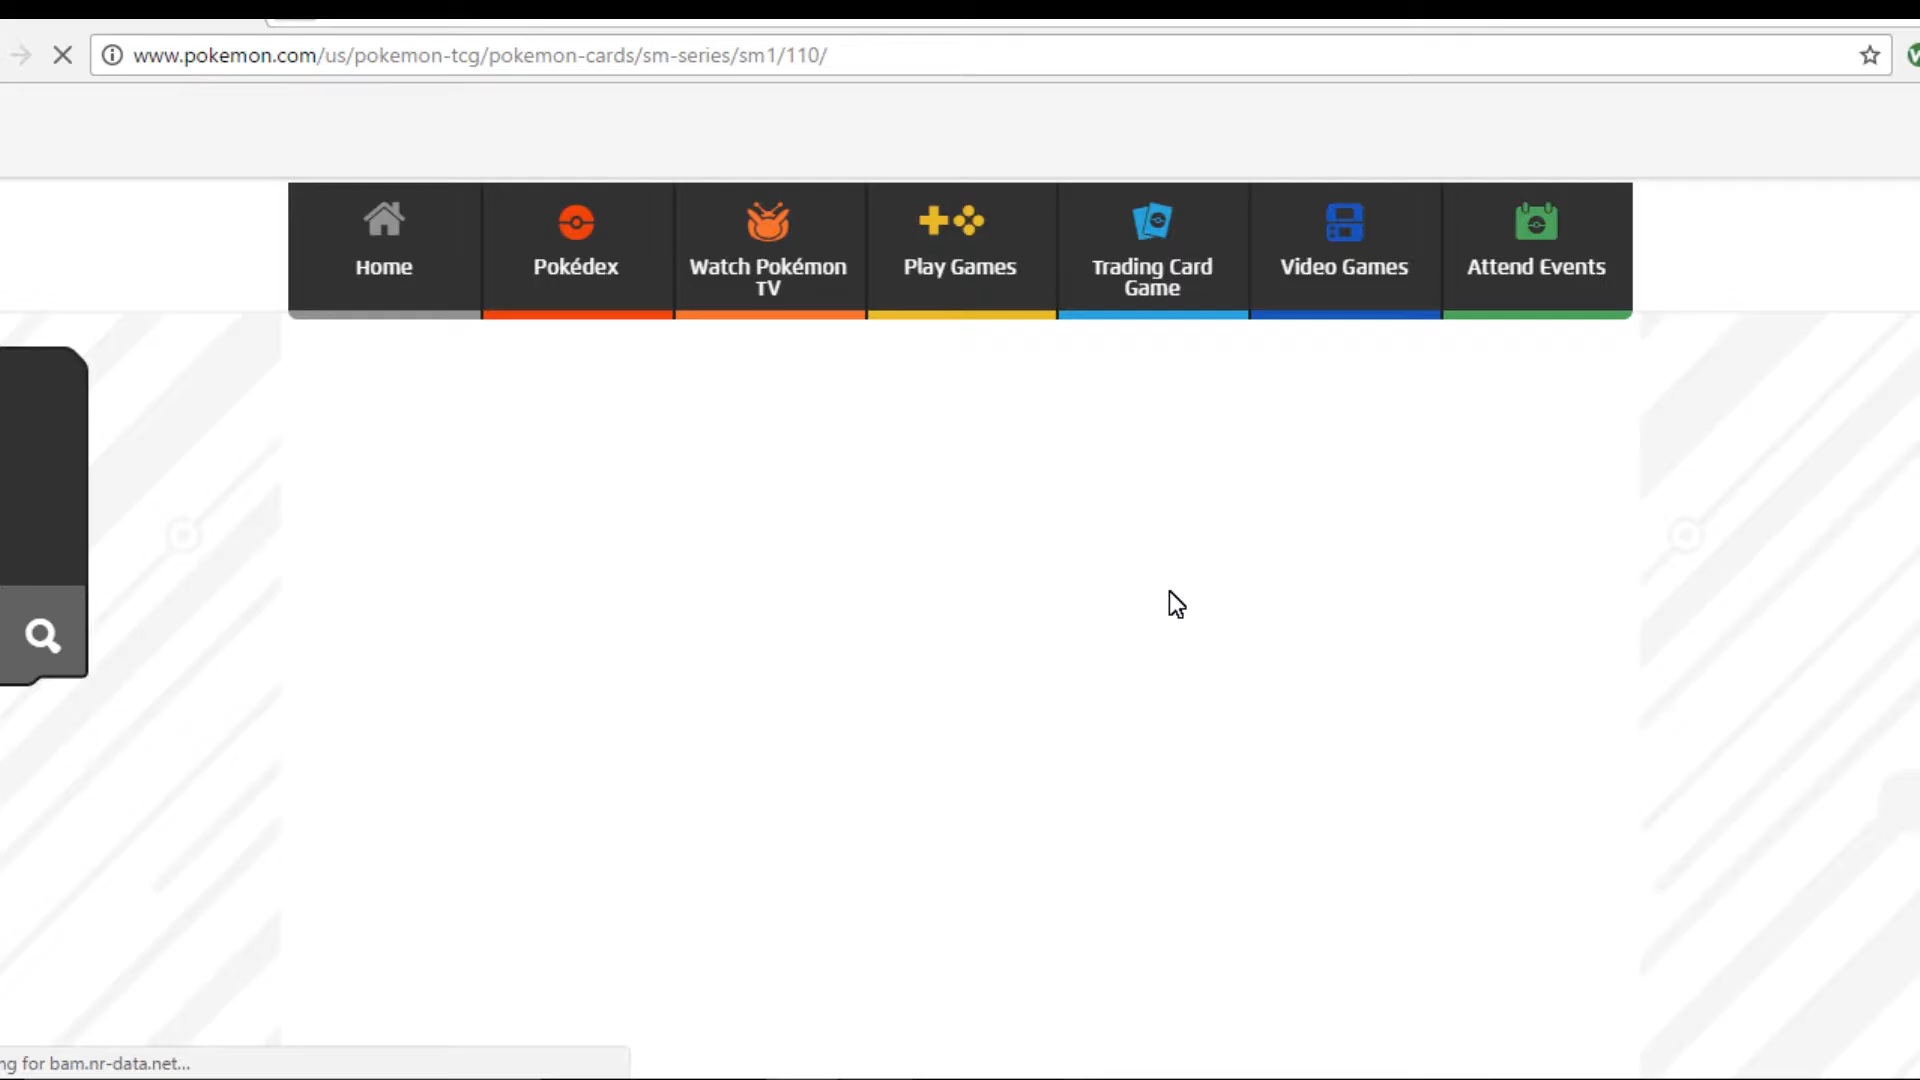 www.pokemon.com/us/pokemon-tcg/pokemon-cards/sm-series/sm1/110/
Home
Pokédex
Watch Pokémon
TV
Play Games
Trading Card
Game
Video Games
Attend Events
ng for bam.nr-data.net...